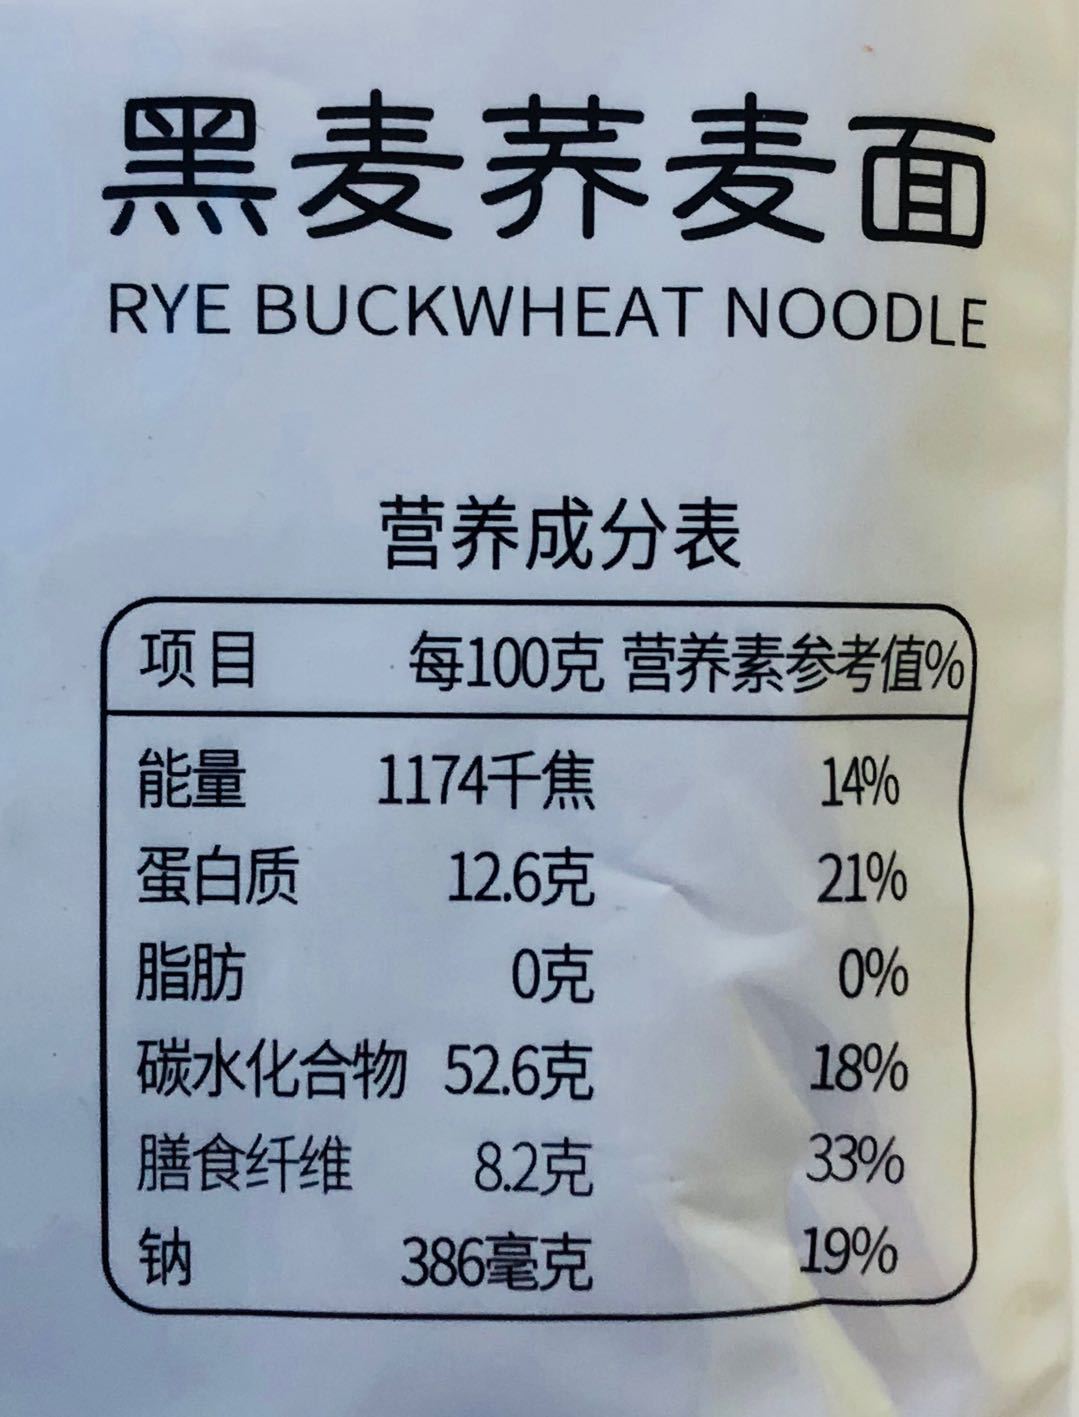 黑麦荞麦面
RYE BUCKWHEAT NOODLE
营养成分表
项目 每100克 营养素参考值%
能量 1174千焦 14%
蛋白质 12.6克 21%
脂肪 0克 0%
碳水化合物 52.6克 18%
膳食纤维 8.2克 33%
钠 386毫克 19%